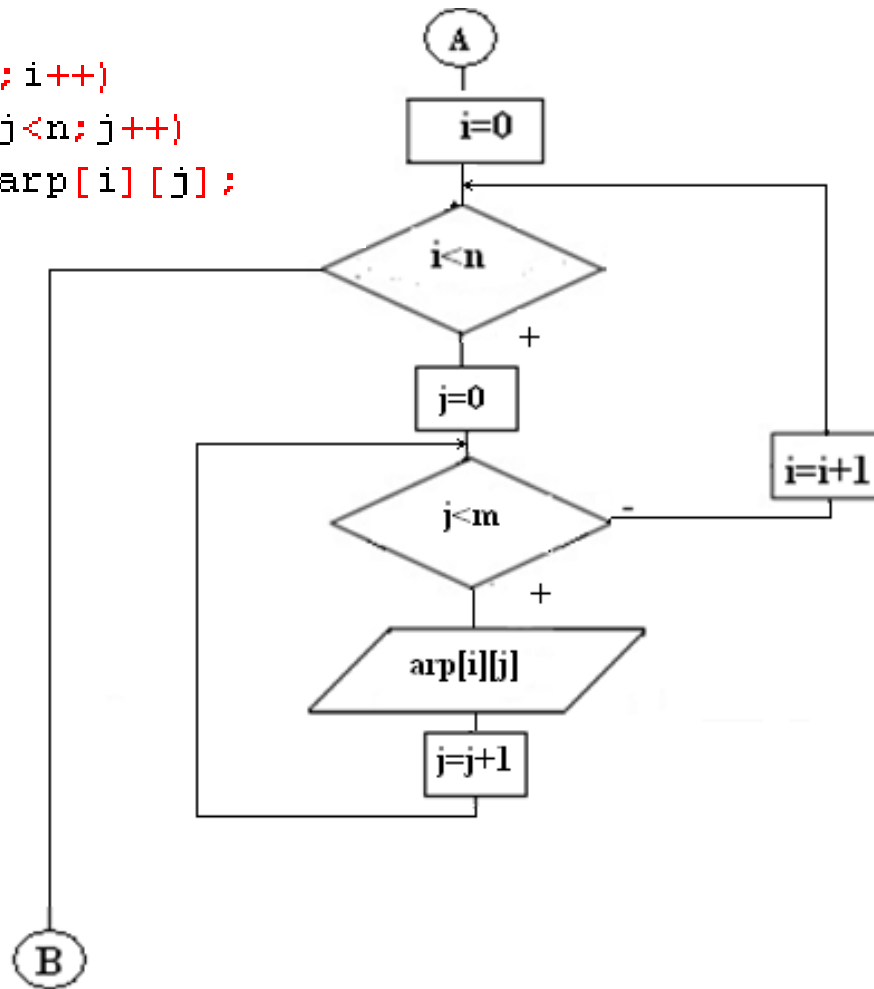 A
;i++)
i=0
j<n;j++)
arp[i][j];
i<n
+
j=0
i=i+1
j<m
-
+
arp[i][j]
j=j+1
B